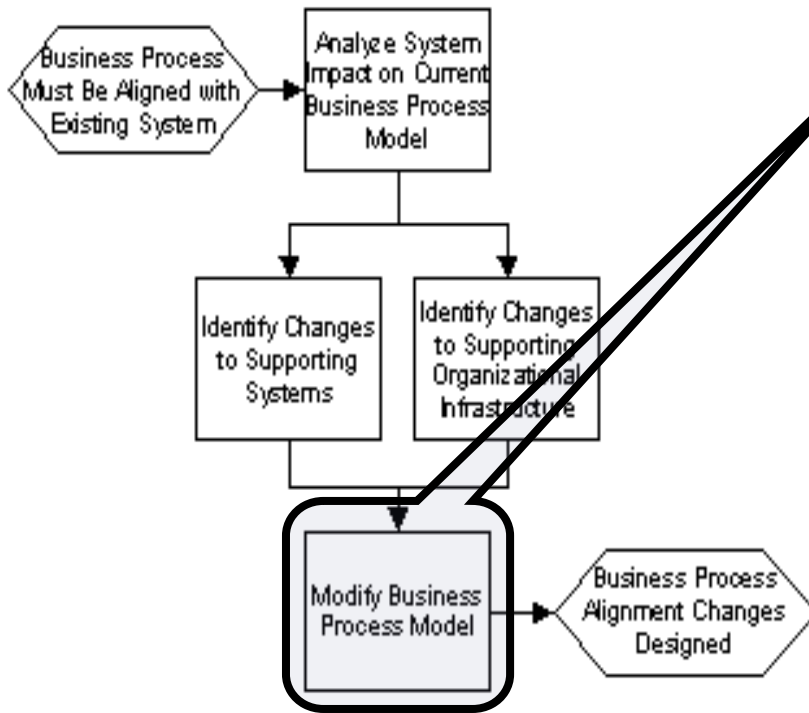 Business Process
Must Be Aligned with
Existing System
Analyze System
Impact on Current
Business Process
Model
Identify Changes
to Supporting
Systems
Identify Changes
to Supporting
Organizational
Infrastructure
Modify Business
Process Model
Business Process
Alignment Changes
Designed